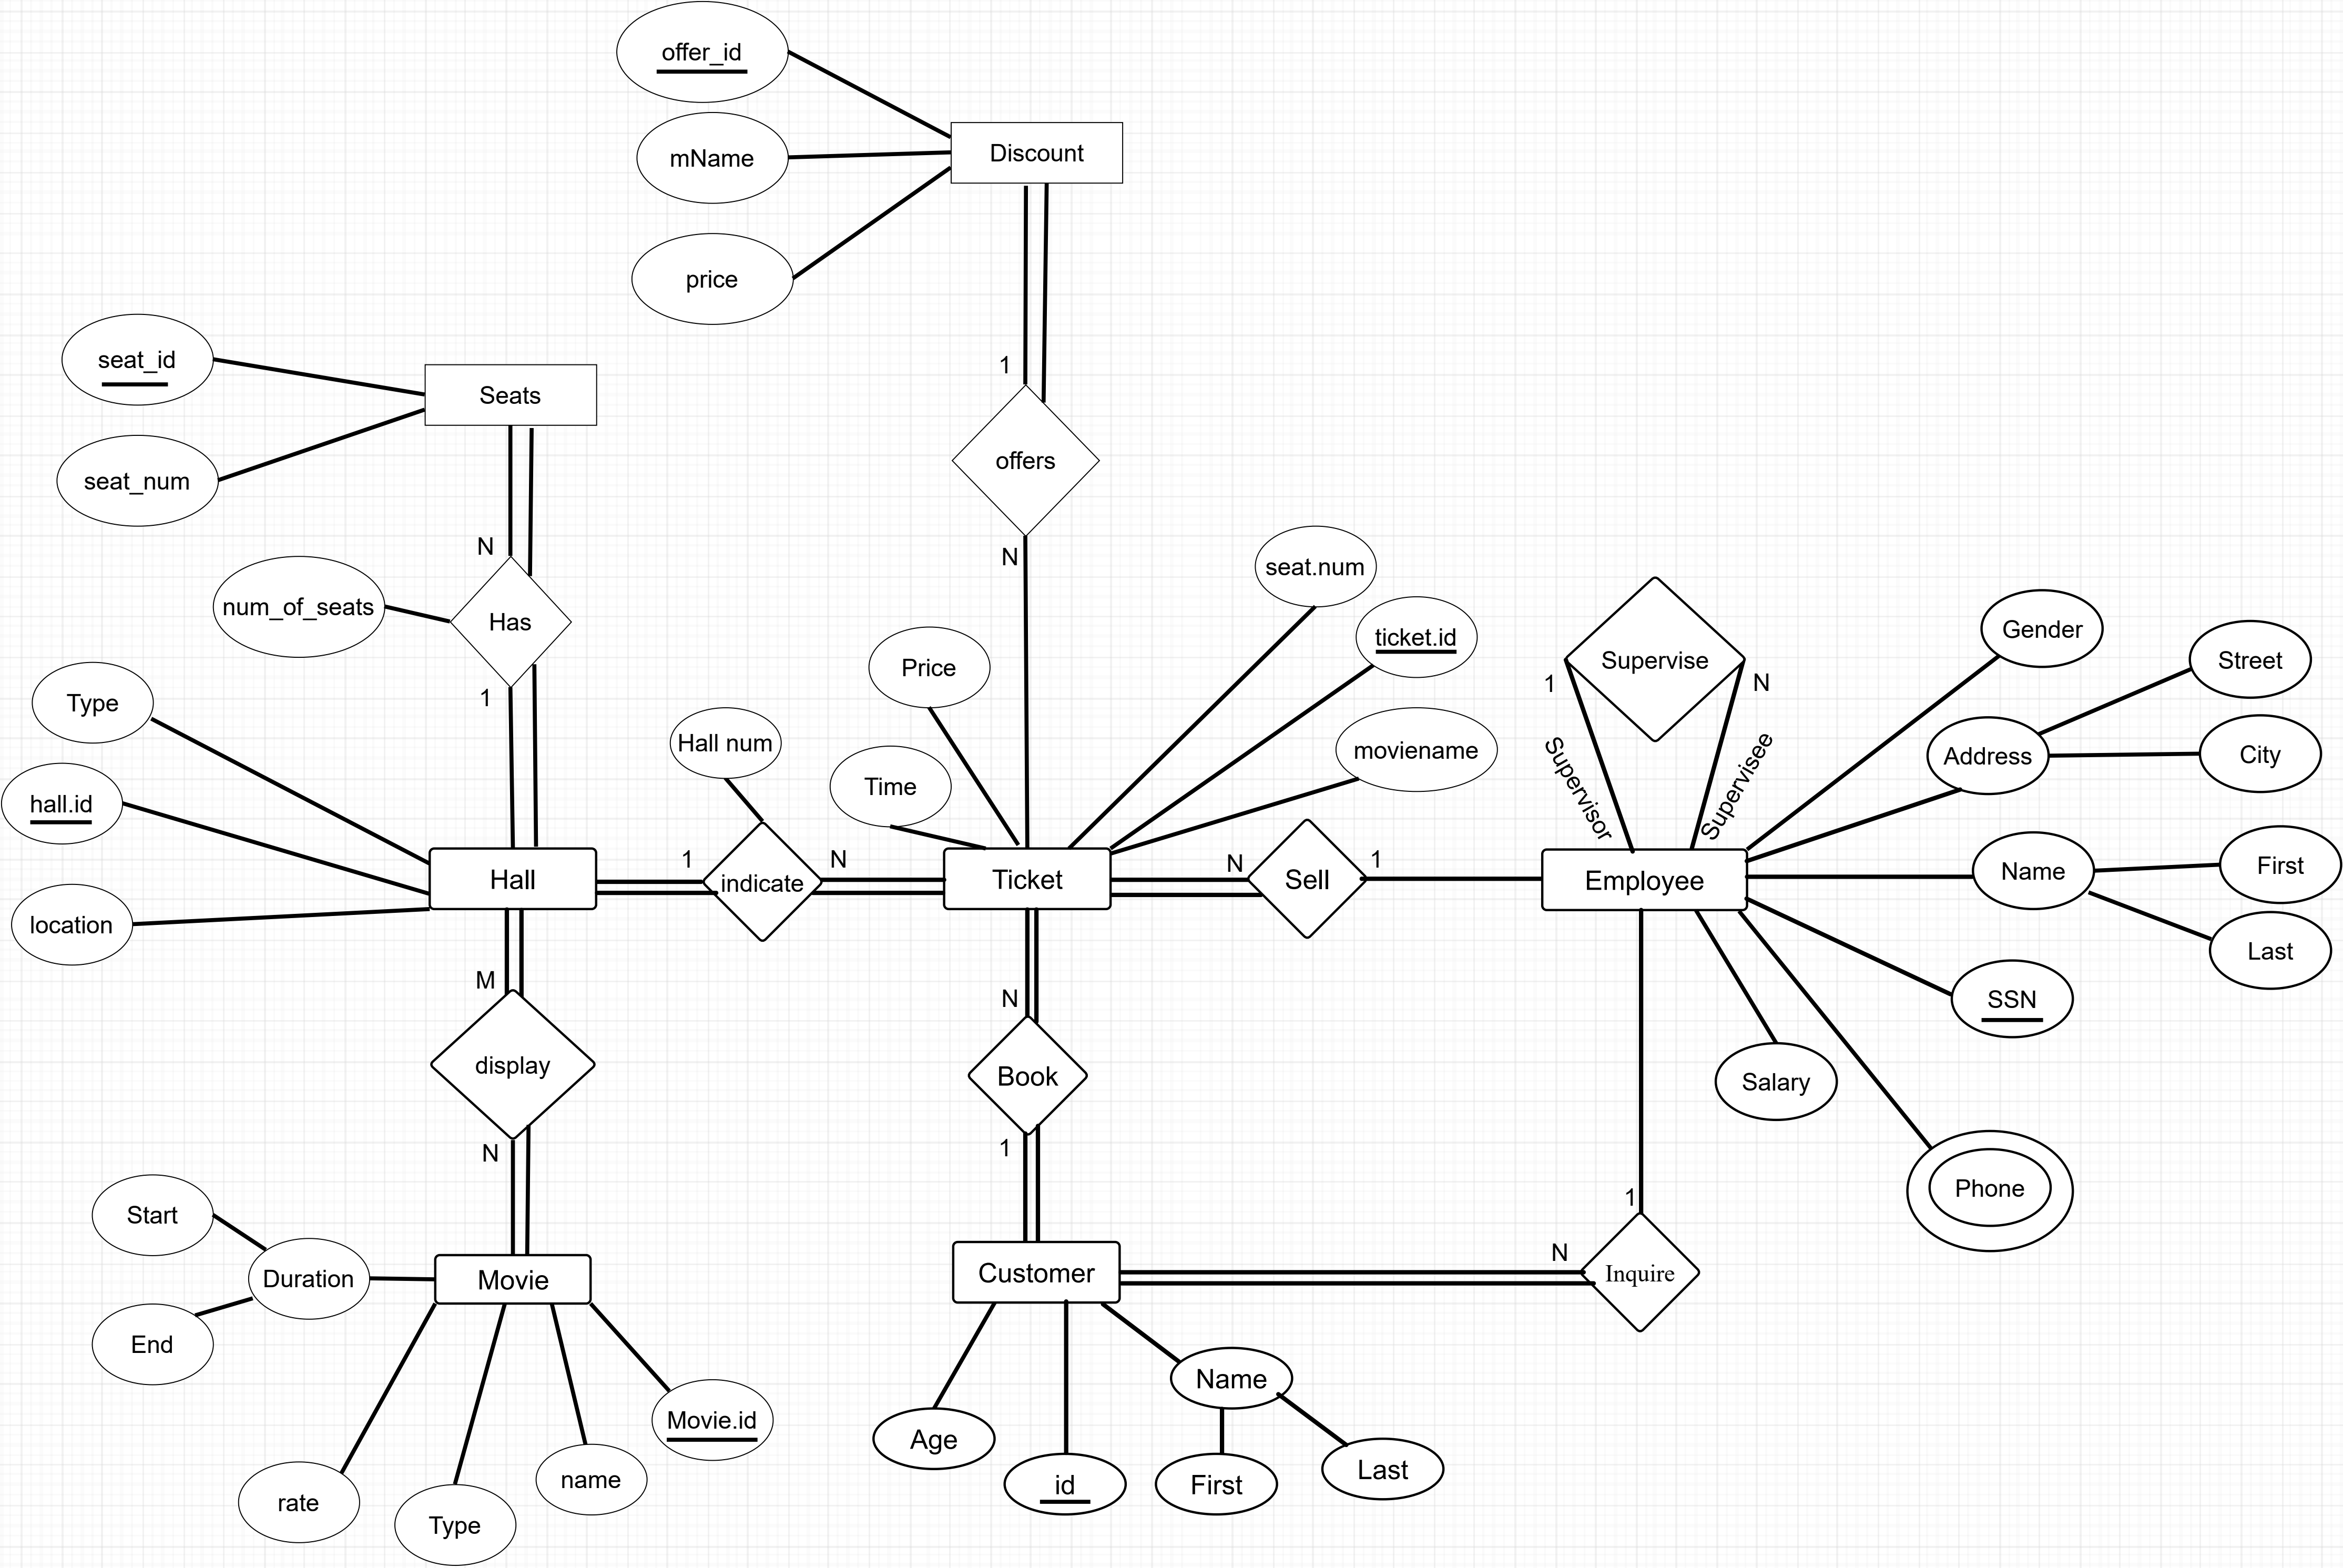 offer_id
mName
Discount
price
1
seat_id
Seats
seat_num
offers
N
N
seat.num
num_of_seats
Has
ticket.id
Price
Gender
Street
Supervise
1
N
Type
1
Hall num
moviename
Address
City
Supervisor
Supervisee
hall.id
Time
1
N
N
1
Hall
indicate
Ticket
Sell
Employee
Name
First
location
Last
M
N
SSN
display
Book
Salary
N
1
Phone
Start
1
N
Duration
Movie
Customer
Inquire
End
Name
Movie.id
Age
rate
Type
name
id
First
Last